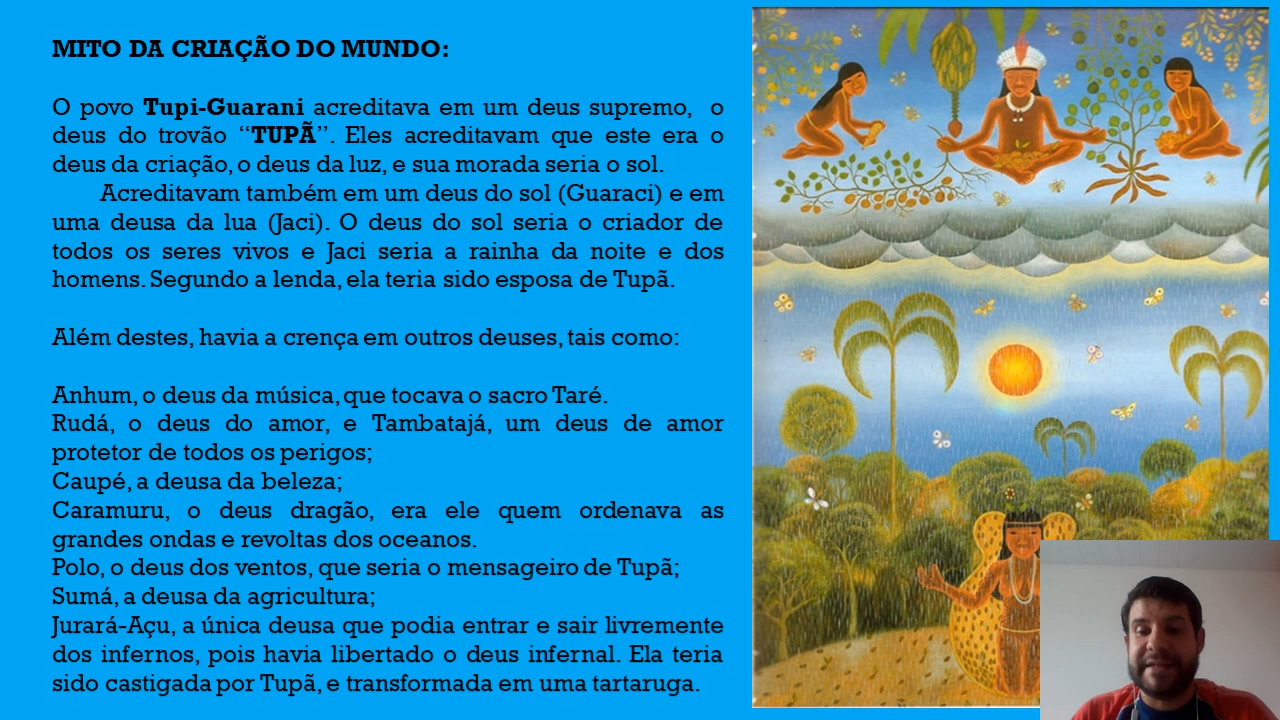 MITO DA CRIAÇÃO DO MUNDO:
O povo Tupi-Guarani acreditava em um deus supremo, o
deus do trovão “TUPÔ. Eles acreditavam que este era o
deus da criação, o deus da luz, e sua morada seria o sol.
Acreditavam também em um deus do sol (Guaraci) e em
uma deusa da lua (Jaci). O deus do sol seria o criador de
todos os seres vivos e Jaci seria a rainha da noite e dos
homens. Segundo a lenda, ela teria sido esposa de Tupã.
Além destes, havia a crença em outros deuses, tais como:
Anhum, o deus da música, que tocava o sacro Taré.
Rudá, o deus do amor, e Tambatajá, um deus de amor
protetor de todos os perigos;
Caupé, a deusa da beleza;
Caramuru, o deus dragão, era ele quem ordenava as
grandes ondas e revoltas dos oceanos.
Polo, o deus dos ventos, que seria o mensageiro de Tupã;
Sumá, a deusa da agricultura;
Jurará-Açu, a única deusa que podia entrar e sair livremente
dos infernos, pois havia libertado o deus infernal. Ela teria
sido castigada por Tupã, e transformada em uma tartaruga.